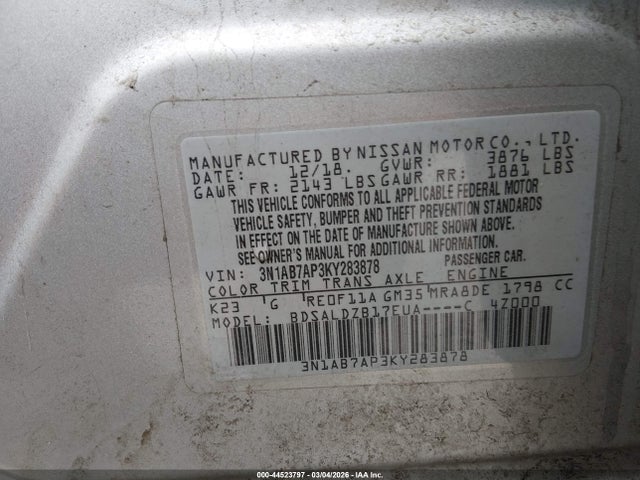 MANUFACTURED BY NISSAN MOTOR CO., LTD.
DATE: 12/18. GVWR: 3876 LBS
GAWR FR: 2143 LBS GAWR RR: 1881 LBS
THIS VEHICLE CONFORMS TO ALL APPLICABLE FEDERAL MOTOR
VEHICLE SAFETY, BUMPER AND THEFT PREVENTION STANDARDS
IN EFFECT ON THE DATE OF MANUFACTURE SHOWN ABOVE.
SEE OWNER'S MANUAL FOR ADDITIONAL INFORMATION.
VIN: 3N1AB7AP3KY283878 PASSENGER CAR.
COLOR TRIM TRANS AXLE ENGINE
K23 G RE0F11A GM35 MRA8DE 1798 CC
MODEL: BDSALDZB17EUA----C 47000
3N1AB7AP3KY283878
000-44523797 - 03/04/2026 - IAA Inc.